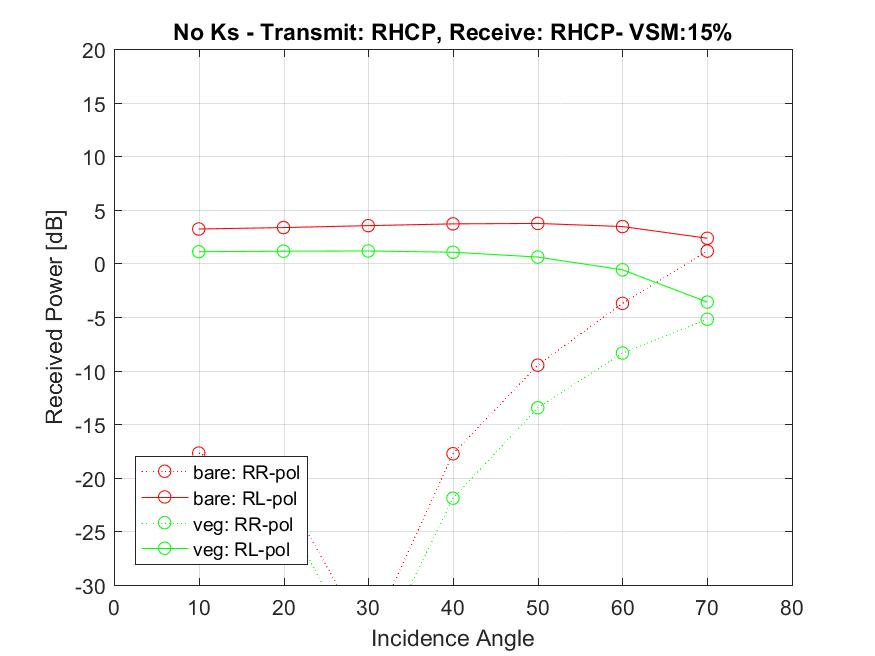 No Ks - Transmit: RHCP, Receive: RHCP- VSM:15%
Received Power [dB]
20
15
10
5
0
-5
-10
-15
-20
-25
-30
bare: RR-pol
bare: RL-pol
veg: RR-pol
veg: RL-pol
0 10 20 30 40 50 60 70 80
Incidence Angle